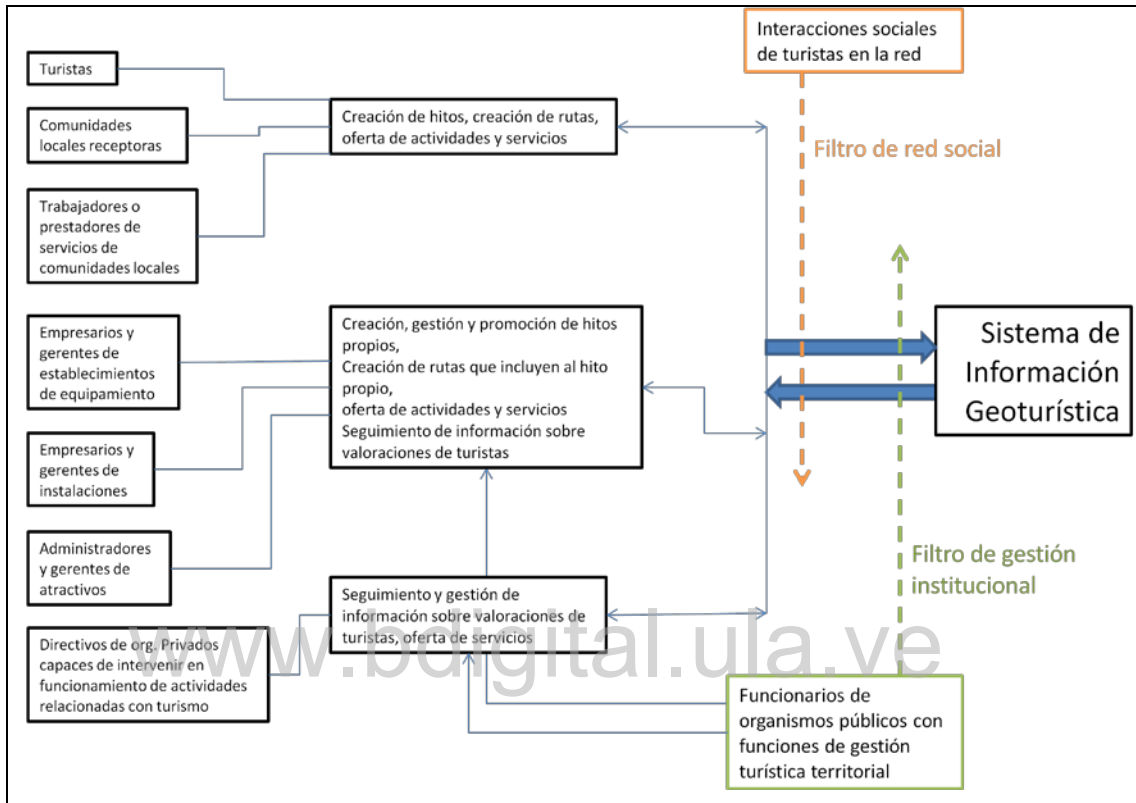 Turistas
Comunidades
locales receptoras
Trabajadores o
prestadores de
servicios de
comunidades locales
Empresarios y
gerentes de
establecimientos
de equipamiento
Empresarios y
gerentes de
instalaciones
Administradores
y gerentes de
atractivos
Directivos de org. Privados
capaces de intervenir en
funcionamiento de actividades
relacionadas con turismo
Creación de hitos, creación de rutas,
oferta de actividades y servicios
Creación, gestión y promoción de hitos
propios,
Creación de rutas que incluyen al hito
propio,
oferta de actividades y servicios
Seguimiento de información sobre
valoraciones de turistas
Seguimiento y gestión de
información sobre valoraciones de
turistas, oferta de servicios
Interacciones sociales
de turistas en la red
Filtro de red social
Sistema de
Información
Geoturística
Filtro de gestión
institucional
Funcionarios de
organismos públicos con
funciones de gestión
turística territorial
www.bdigital.ula.ve